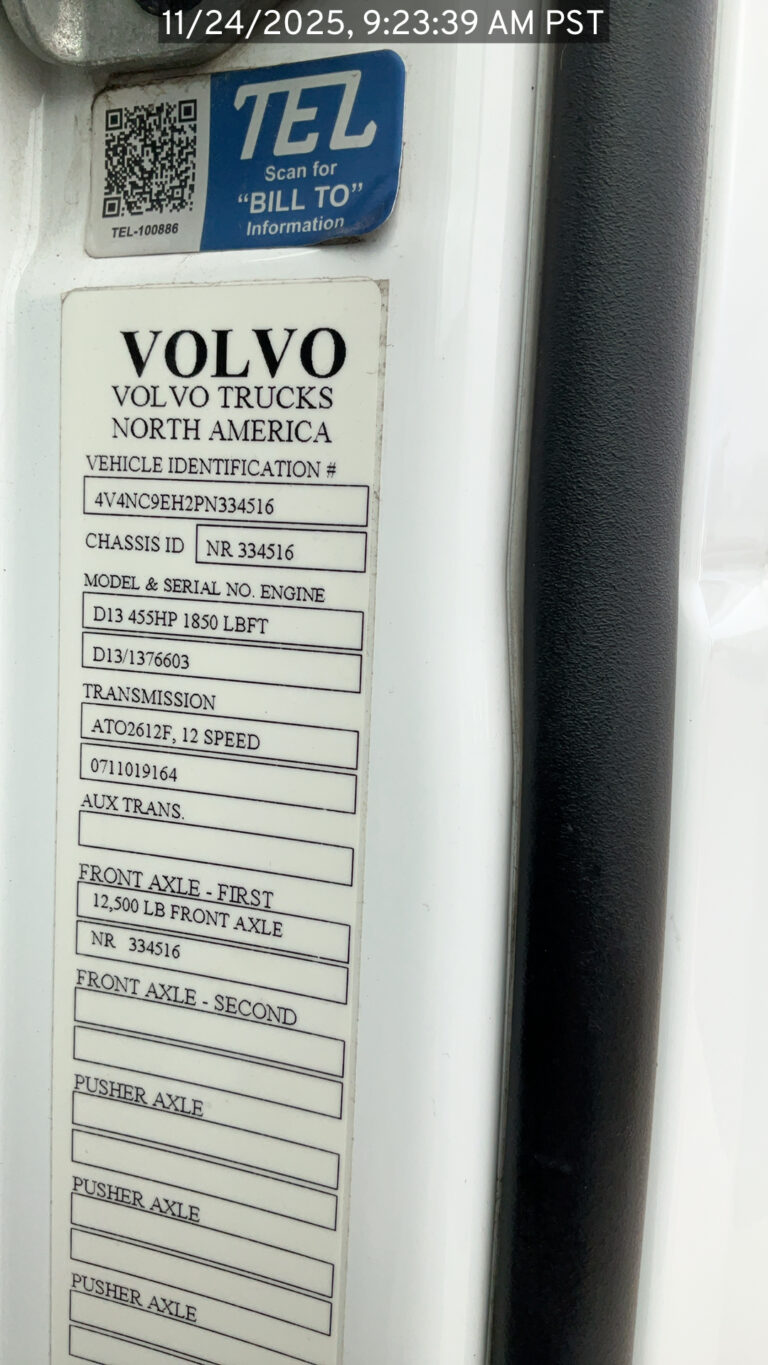 11/24/2025, 9:23:39 AM PST
TEL
Scan for
“BILL TO”
Information
TEL-100886
VOLVO
VOLVO TRUCKS
NORTH AMERICA
VEHICLE IDENTIFICATION #
4V4NC9EH2PN334516
CHASSIS ID NR 334516
MODEL & SERIAL NO. ENGINE
D13 455HP 1850 LBFT
D13/1376603
TRANSMISSION
ATO2612F, 12 SPEED
0711019164
AUX TRANS.
FRONT AXLE - FIRST
12,500 LB FRONT AXLE
NR 334516
FRONT AXLE - SECOND
PUSHER AXLE
PUSHER AXLE
PUSHER AXLE